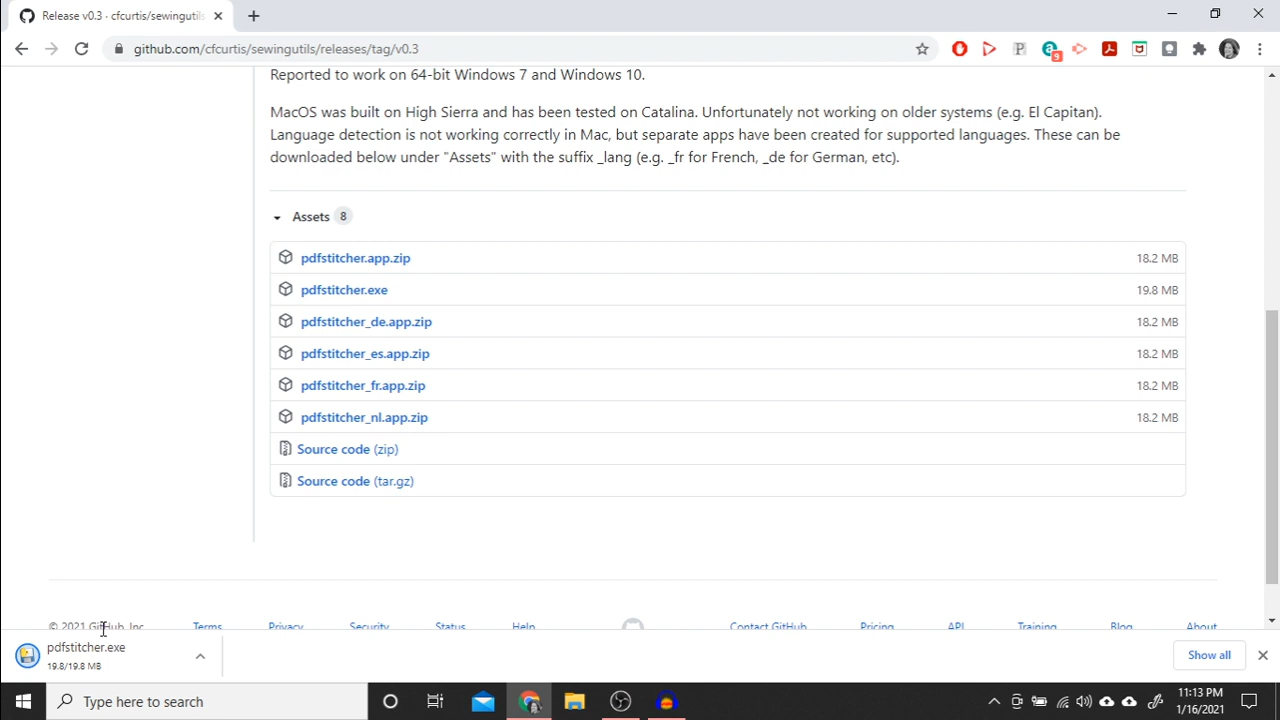 Release v0.3 · cfcurtis/sewingutils
github.com/cfcurtis/sewingutils/releases/tag/v0.3
9
Reported to work on 64-bit Windows 7 and Windows 10.
MacOS was built on High Sierra and has been tested on Catalina. Unfortunately not working on older systems (e.g. El Capitan).
Language detection is not working correctly in Mac, but separate apps have been created for supported languages. These can be
downloaded below under "Assets" with the suffix _lang (e.g. _fr for French, _de for German, etc).
Assets 8
pdfstitcher.app.zip 18.2 MB
pdfstitcher.exe 19.8 MB
pdfstitcher_de.app.zip 18.2 MB
pdfstitcher_es.app.zip 18.2 MB
pdfstitcher_fr.app.zip 18.2 MB
pdfstitcher_nl.app.zip 18.2 MB
Source code (zip)
Source code (tar.gz)
© 2021 GitHub, Inc. Terms Privacy Security Status Help Contact GitHub Pricing API Training Blog About
pdfstitcher.exe
19.8/19.8 MB
Show all
Type here to search
11:13 PM
1/16/2021